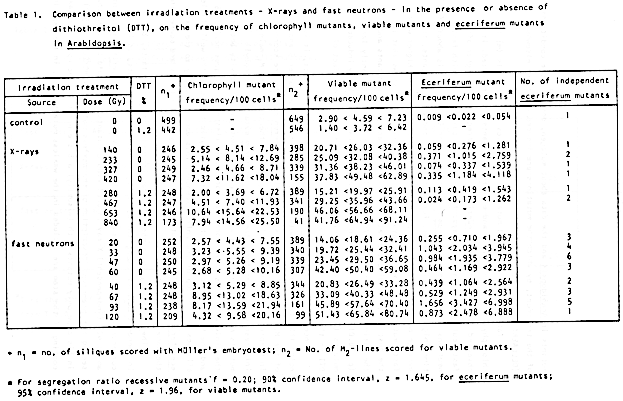 Table 1. Comparison between irradiation treatments - X-rays and fast neutrons - in the presence or absence of
dithiothreitol (DTT), on the frequency of chlorophyll mutants, viable mutants and eceriferum mutants
in Arabidopsis.
Irradiation treatment DTT n1+ Chlorophyll mutant n2+ Viable mutant Eceriferum mutant No. of independent
Source Dose (Gy) % frequency/100 cells* frequency/100 cells* frequency/100 cells* eceriferum mutants
control 0 0 499 - 649 2.90 < 4.59 < 7.23 0.009 <0.022 <0.054 1
0 1.2 442 - 546 1.40 < 3.72 < 6.42 - -
X-rays 140 0 246 2.55 < 4.51 < 7.84 398 20.71 <26.03 <32.36 0.059 <0.276 <1.281 1
233 0 245 5.14 < 8.14 <12.69 285 25.09 <32.08 <40.38 0.371 <1.015 <2.759 2
327 0 249 2.46 < 4.66 < 8.71 339 31.36 <38.23 <46.01 0.074 <0.337 <1.539 1
420 0 247 7.32 <11.62 <18.04 155 37.83 <49.48 <62.89 0.335 <1.184 <4.118 1
280 1.2 248 2.00 < 3.69 < 6.72 389 15.21 <19.97 <25.91 0.113 <0.419 <1.543 1
467 1.2 247 4.51 < 7.40 <11.93 341 29.25 <35.96 <43.66 0.024 <0.173 <1.262 2
653 1.2 246 10.64 <15.64 <22.53 190 46.06 <56.66 <68.11 - -
840 1.2 173 7.94 <14.56 <25.50 41 41.76 <64.94 <91.24 - -
fast neutrons 20 0 252 2.57 < 4.43 < 7.55 389 14.06 <18.61 <24.36 0.255 <0.710 <1.967 3
33 0 248 3.23 < 5.55 < 9.39 340 19.72 <25.44 <32.41 1.043 <2.034 <3.945 4
47 0 250 2.97 < 5.26 < 9.19 339 23.45 <29.50 <36.65 0.984 <1.935 <3.779 6
60 0 245 2.68 < 5.28 <10.16 307 42.40 <50.40 <59.08 0.464 <1.169 <2.922 3
40 1.2 248 3.12 < 5.29 < 8.85 344 20.83 <26.49 <33.28 0.439 <1.064 <2.564 2
67 1.2 248 8.95 <13.02 <18.63 326 33.09 <40.33 <48.48 0.529 <1.249 <2.931 3
93 1.2 238 8.17 <13.59 <21.94 161 45.89 <57.64 <70.40 1.656 <3.427 <6.998 5
120 1.2 209 4.32 < 9.58 <20.16 99 51.43 <65.84 <80.74 0.873 <2.478 <6.888 1
+ n1 = no. of siliques scored with Müller's embryotest; n2 = No. of M2-lines scored for viable mutants.
* For segregation ratio recessive mutants f = 0.20; 90% confidence interval, z = 1.645, for eceriferum mutants;
95% confidence interval, z = 1.96, for viable mutants.